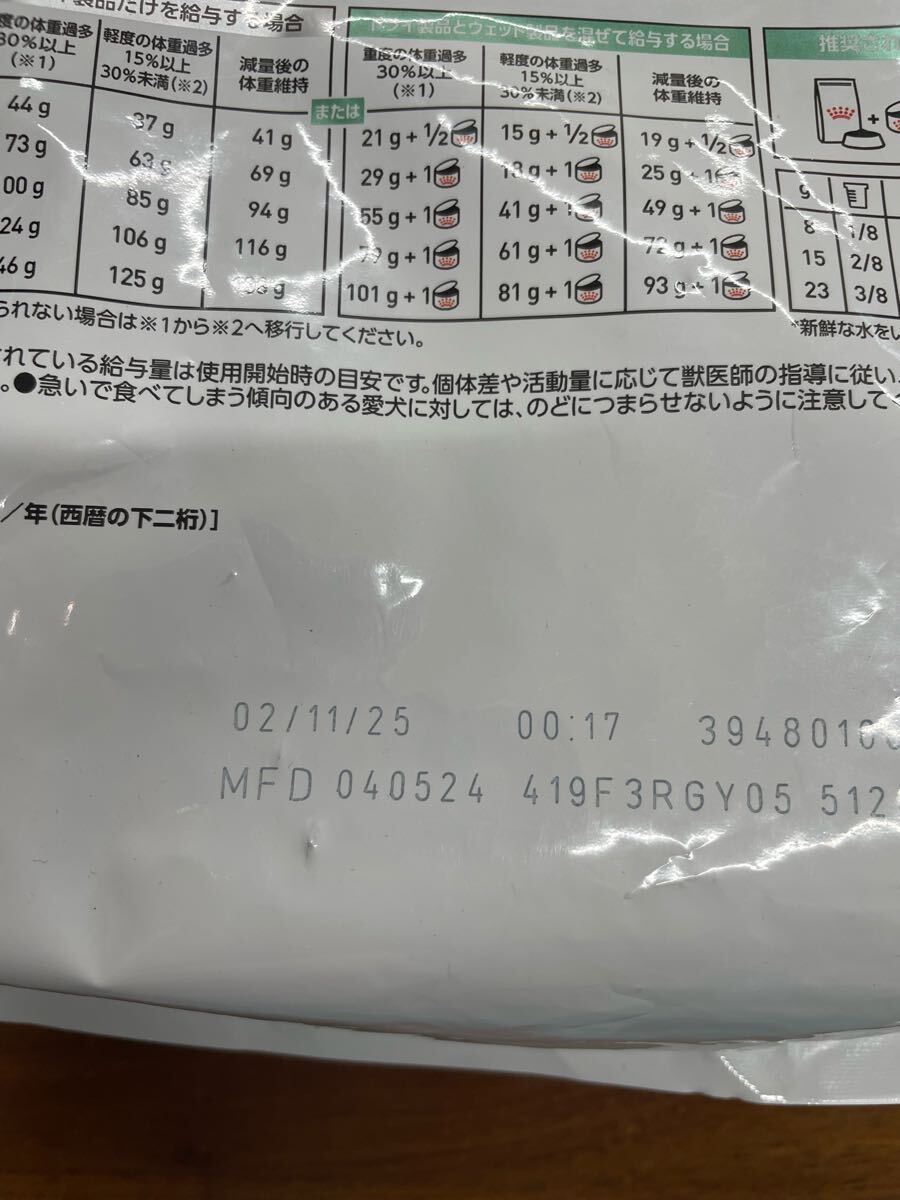 製品だけを給与する場合
度の体重過多 30%以上 (※1)
軽度の体重過多 15%以上 30%未満(※2)
減量後の 体重維持
44 g 37 g 41 g
73 g 63 g 69 g
00 g 85 g 94 g
24 g 106 g 116 g
46 g 125 g
または
ドライ製品とウェット製品を混ぜて給与する場合
重度の体重過多 30%以上 (※1)
軽度の体重過多 15%以上 30%未満(※2)
減量後の 体重維持
21 g + 1/2 15 g + 1/2 19 g + 1/2
29 g + 1 g + 1 25 g + 1
55 g + 1 41 g + 1 49 g + 1
g + 1 61 g + 1 72 g + 1
101 g + 1 81 g + 1 93 g + 1
推奨
+
g
8 1/8
15 2/8
23 3/8
られない場合は※1から※2へ移行してください。
*新鮮な水をい
されている給与量は使用開始時の目安です。個体差や活動量に応じて獣医師の指導に従い、
。●急いで食べてしまう傾向のある愛犬に対しては、のどにつまらせないように注意して
/年(西暦の下二桁)]
02/11/25 00:17 3948010
MFD 040524 419F3RGY05 512